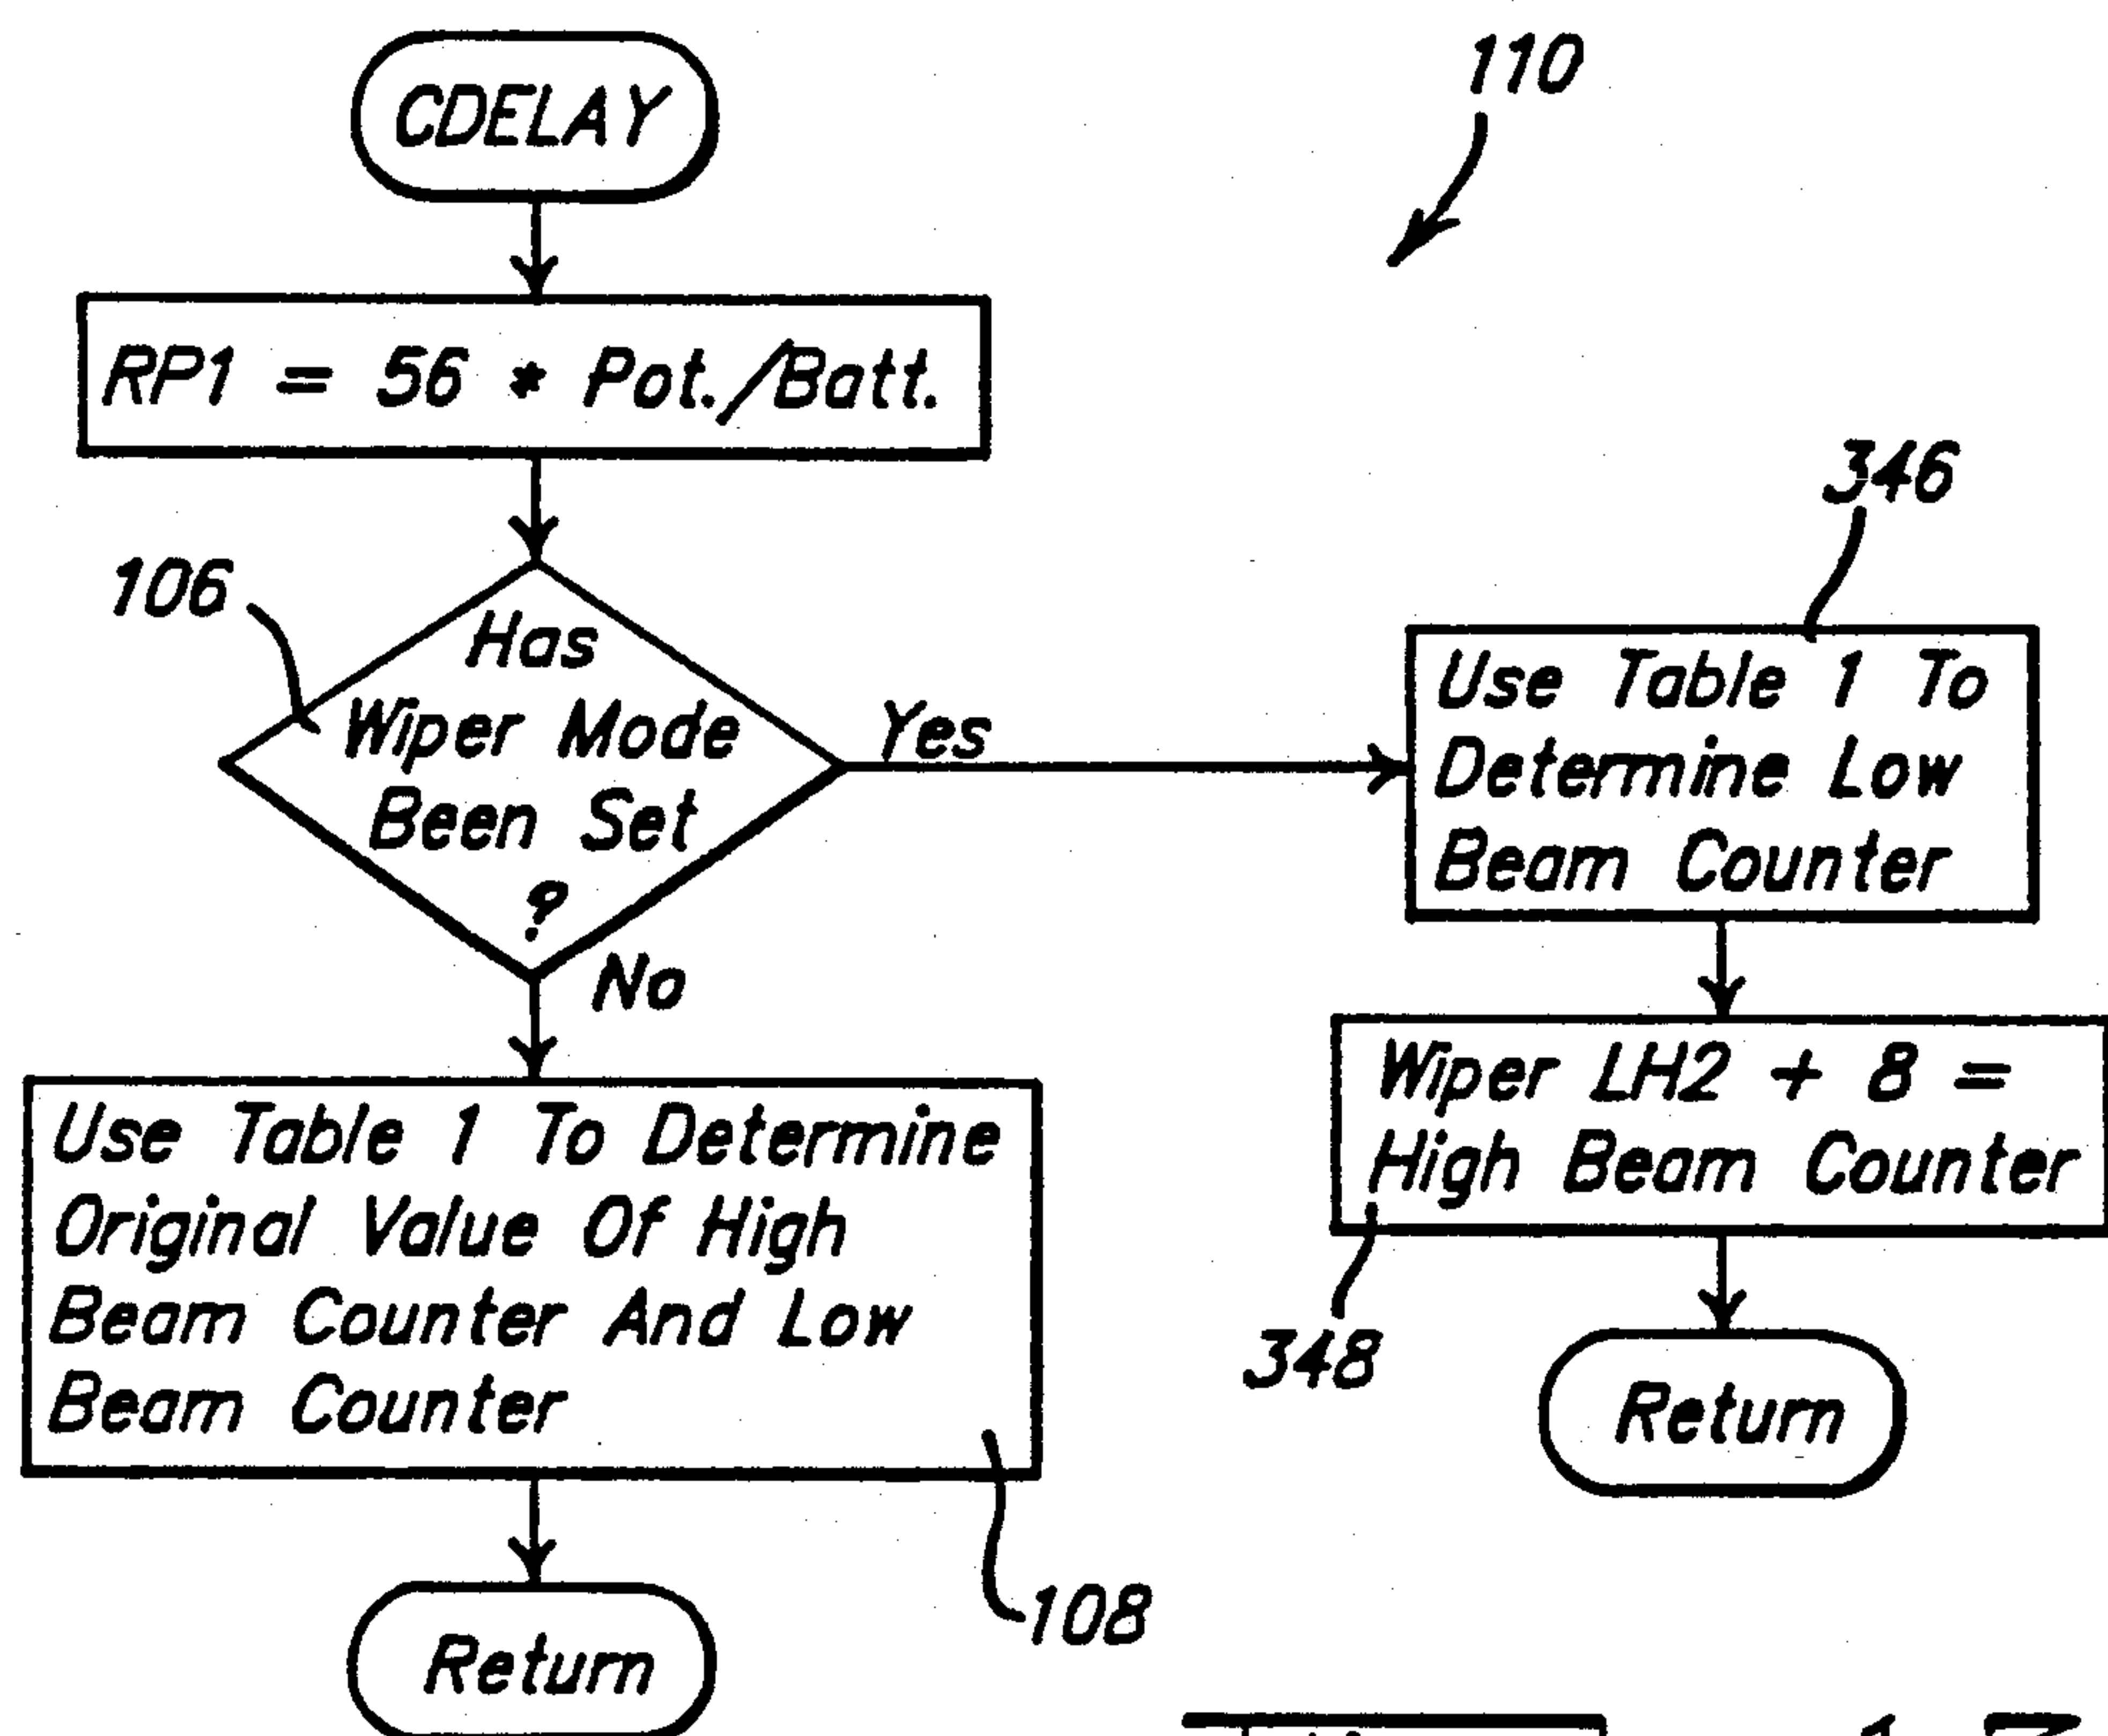 CDELAY
110
RP1 = 56 * Pot./Batt.
346
106
Has
Wiper Mode
Been Set
?
Yes
No
Use Table 1 To
Determine Low
Beam Counter
Wiper LH2 + 8 =
High Beam Counter
348
Return
Use Table 1 To Determine
Original Value Of High
Beam Counter And Low
Beam Counter
108
Return